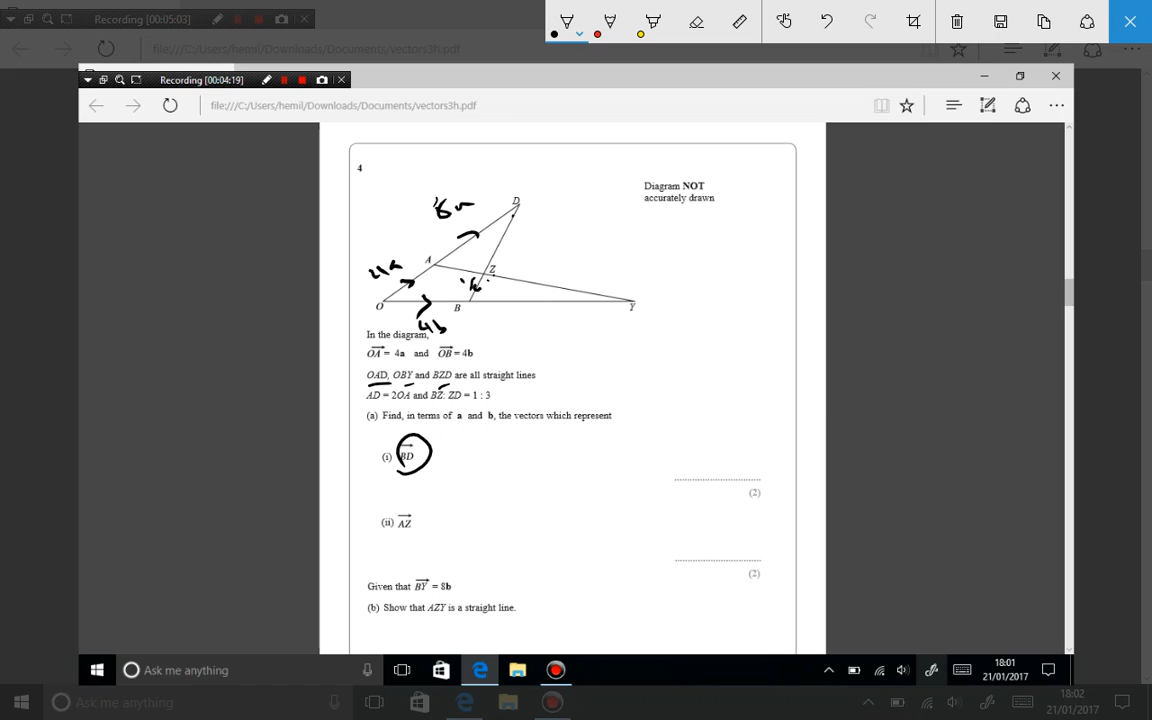 Recording [00:05:03]
file:///C:/Users/hemil/Downloads/Documents/vectors3h.pdf
Recording [00:04:19]
file:///C:/Users/hemil/Downloads/Documents/vectors3h.pdf
4
Diagram NOT
accurately drawn
D
A
Z
O
B
Y
4b
In the diagram,
OA = 4a and OB = 4b
OAD, OBY and BZD are all straight lines
AD = 2OA and BZ: ZD = 1 : 3
(a) Find, in terms of a and b, the vectors which represent
(i) BD
(2)
(ii) AZ
(2)
Given that BY = 8b
(b) Show that AZY is a straight line.
Ask me anything
18:01
21/01/2017
Ask me anything
18:02
21/01/2017